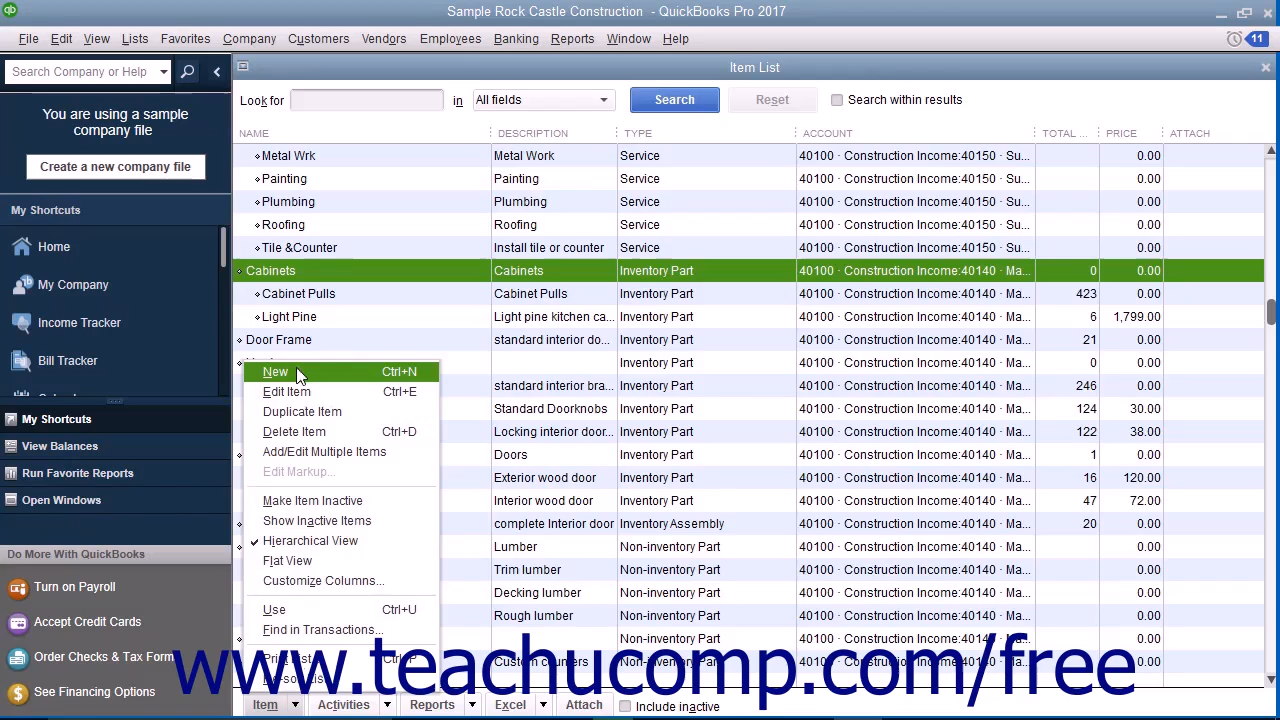 qb
Sample Rock Castle Construction - QuickBooks Pro 2017
File Edit View Lists Favorites Company Customers Vendors Employees Banking Reports Window Help 11
Search Company or Help
Item List
You are using a sample
company file
Create a new company file
Look for in All fields Search Reset Search within results
NAME DESCRIPTION TYPE ACCOUNT TOTAL ... PRICE ATTACH
Metal Wrk Metal Work Service 40100 · Construction Income:40150 · Su... 0.00
Painting Painting Service 40100 · Construction Income:40150 · Su... 0.00
Plumbing Plumbing Service 40100 · Construction Income:40150 · Su... 0.00
Roofing Roofing Service 40100 · Construction Income:40150 · Su... 0.00
Tile &Counter Install tile or counter Service 40100 · Construction Income:40150 · Su... 0.00
Cabinets Cabinets Inventory Part 40100 · Construction Income:40140 · Ma... 0 0.00
Cabinet Pulls Cabinet Pulls Inventory Part 40100 · Construction Income:40140 · Ma... 423 0.00
Light Pine Light pine kitchen ca... Inventory Part 40100 · Construction Income:40140 · Ma... 6 1,799.00
Door Frame standard interior do... Inventory Part 40100 · Construction Income:40140 · Ma... 21 0.00
Inventory Part 40100 · Construction Income:40140 · Ma... 0 0.00
standard interior bra... Inventory Part 40100 · Construction Income:40140 · Ma... 246 0.00
Standard Doorknobs Inventory Part 40100 · Construction Income:40140 · Ma... 124 30.00
Locking interior door... Inventory Part 40100 · Construction Income:40140 · Ma... 122 38.00
Doors Inventory Part 40100 · Construction Income:40140 · Ma... 1 0.00
Exterior wood door Inventory Part 40100 · Construction Income:40140 · Ma... 16 120.00
Interior wood door Inventory Part 40100 · Construction Income:40140 · Ma... 47 72.00
complete Interior door Inventory Assembly 40100 · Construction Income:40140 · Ma... 20 0.00
Lumber Non-inventory Part 40100 · Construction Income:40140 · Ma... 0.00
Trim lumber Non-inventory Part 40100 · Construction Income:40140 · Ma... 0.00
Decking lumber Non-inventory Part 40100 · Construction Income:40140 · Ma... 0.00
Rough lumber Non-inventory Part 40100 · Construction Income:40140 · Ma... 0.00
Non-inventory Part 40100 · Construction Income:40140 · Ma... 0.00
Custom counters Non-inventory Part
New Ctrl+N
Edit Item Ctrl+E
Duplicate Item
Delete Item Ctrl+D
Add/Edit Multiple Items
Edit Markup...
Make Item Inactive
Show Inactive Items
Hierarchical View
Flat View
Customize Columns...
Use Ctrl+U
Find in Transactions...
My Shortcuts
Home
My Company
Income Tracker
Bill Tracker
My Shortcuts
View Balances
Run Favorite Reports
Open Windows
Do More With QuickBooks
Turn on Payroll
Accept Credit Cards
Order Checks & Tax Form
See Financing Options
www.teachucomp.com/free
Item Activities Reports Excel Attach Include inactive